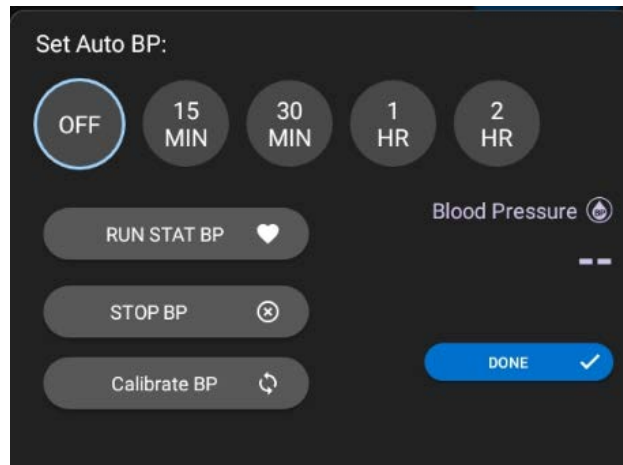 Set Auto BP:
OFF
15
MIN
30
MIN
1
HR
2
HR
Blood Pressure
--
RUN STAT BP
STOP BP
DONE
Calibrate BP